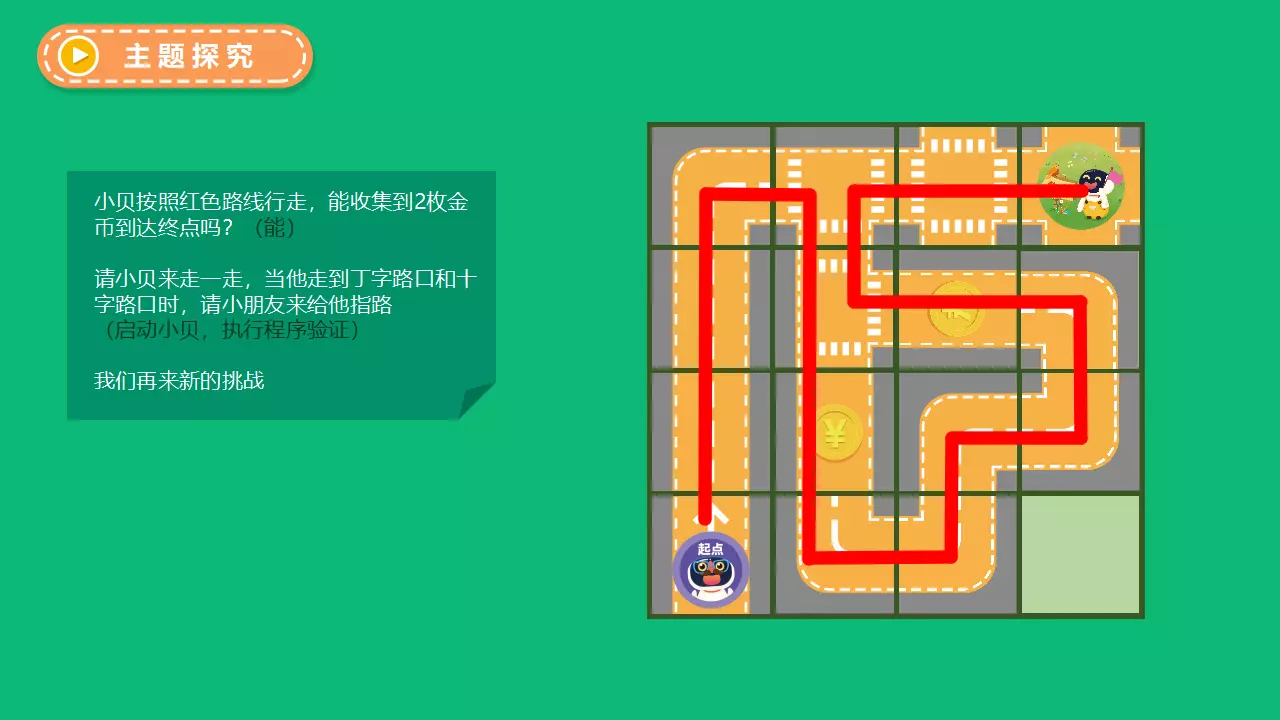 主题探究
小贝按照红色路线行走，能收集到2枚金
币到达终点吗？（能）
请小贝来走一走，当他走到丁字路口和十
字路口时，请小朋友来给他指路
（启动小贝，执行程序验证）
我们再来新的挑战
¥
起点